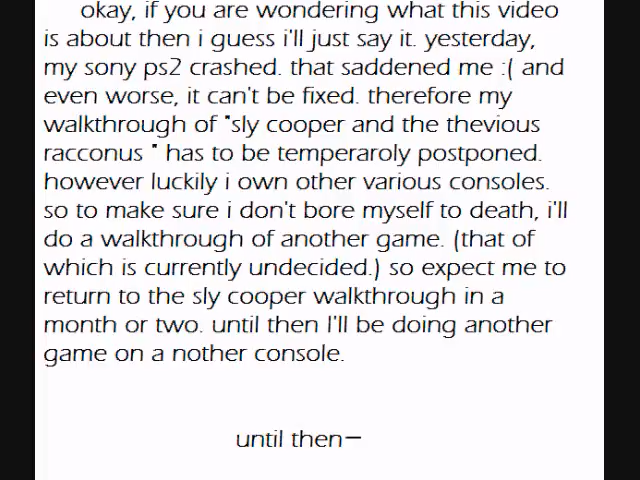 okay, if you are wondering what this video
is about then i guess i'll just say it. yesterday,
my sony ps2 crashed. that saddened me :( and
even worse, it can't be fixed. therefore my
walkthrough of "sly cooper and the thevious
racconus " has to be temperaroly postponed.
however luckily i own other various consoles.
so to make sure i don't bore myself to death, i'll
do a walkthrough of another game. (that of
which is currently undecided.) so expect me to
return to the sly cooper walkthrough in a
month or two. until then I'll be doing another
game on a nother console.
until then—